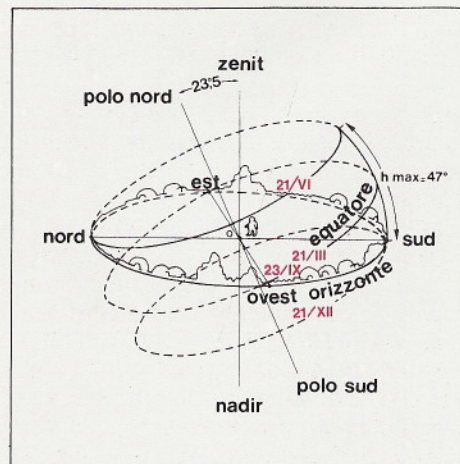 zenit
23°,5
polo nord
est
21/VI
h max.=47°
equatore
nord
sud
21/III
23/IX
ovest orizzonte
21/XII
polo sud
nadir